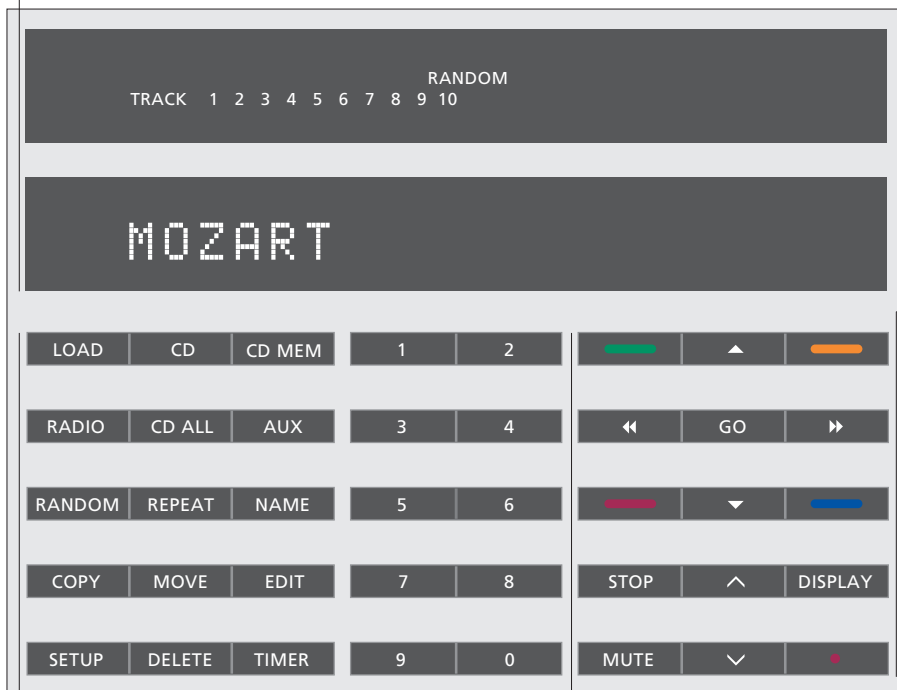 RANDOM
TRACK 1 2 3 4 5 6 7 8 9 10
MOZART
LOAD CD CD MEM 1 2
RADIO CD ALL AUX 3 4 GO
RANDOM REPEAT NAME 5 6
COPY MOVE EDIT 7 8 STOP DISPLAY
SETUP DELETE TIMER 9 0 MUTE